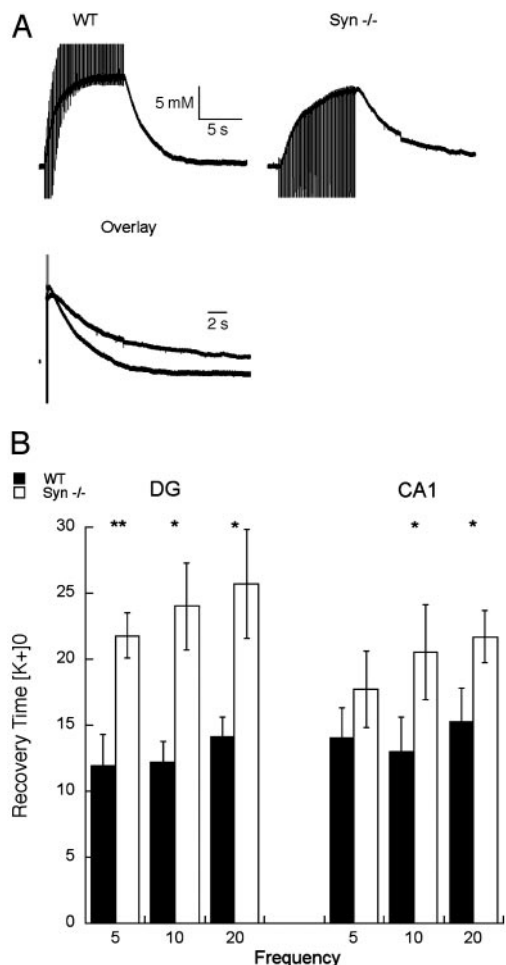 A
WT
Syn -/-
5 mM
5 s
Overlay
2 s
B
WT
Syn -/-
DG
CA1
** * * * *
30
25
20
15
10
5
0
Recovery Time [K+]0
5 10 20 5 10 20
Frequency